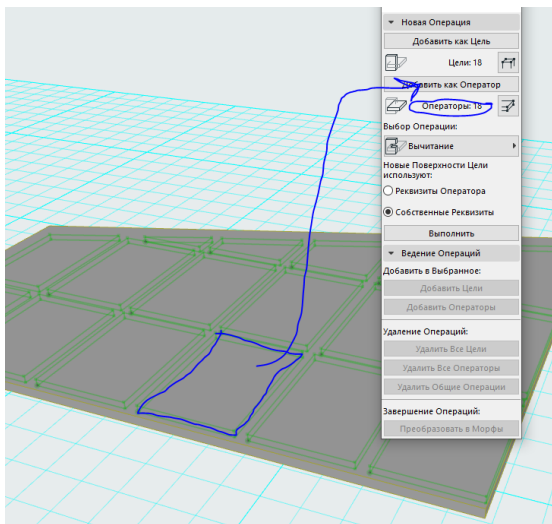 Новая Операция
Добавить как Цель
Цели: 18
Добавить как Оператор
Операторы: 18
Выбор Операции:
Вычитание
Новые Поверхности Цели
используют:
Реквизиты Оператора
Собственные Реквизиты
Выполнить
Ведение Операций
Добавить в Выбранное:
Добавить Цели
Добавить Операторы
Удаление Операций:
Удалить Все Цели
Удалить Все Операторы
Удалить Общие Операции
Завершение Операций:
Преобразовать в Морфы